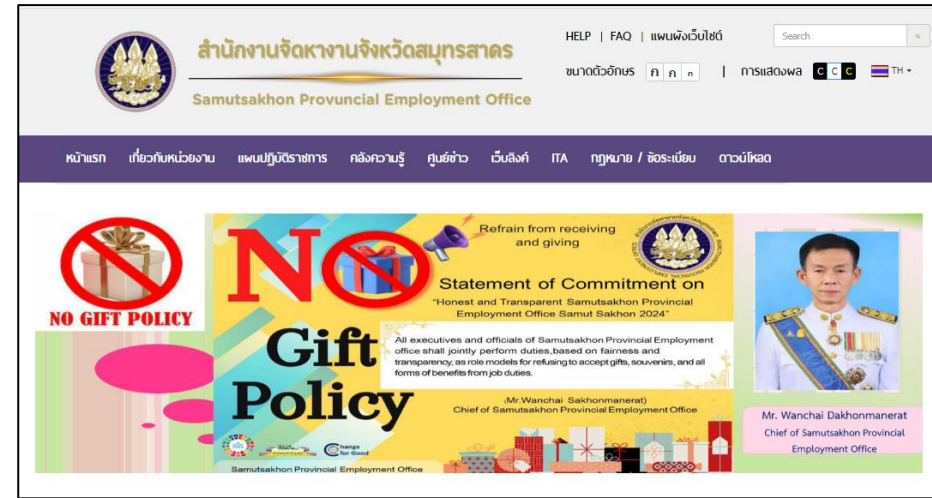 HELP | FAQ | แผนผังเว็บไซต์
Search
สำนักงานจัดหางานจังหวัดสมุทรสาคร
Samutsakhon Provuncial Employment Office
ขนาดตัวอักษร ก ก ก | การแสดงผล C C C TH
หน้าแรก เกี่ยวกับหน่วยงาน แผนปฏิบัติราชการ คลังความรู้ ศูนย์ข่าว เว็บลิงค์ ITA กฎหมาย / ข้อระเบียบ ดาวน์โหลด
NO GIFT POLICY
NO
Gift
Policy
Refrain from receiving
and giving
Statement of Commitment on
"Honest and Transparent Samutsakhon Provincial
Employment Office Samut Sakhon 2024"
All executives and officials of Samutsakhon Provincial Employment
office shall jointly perform duties,based on fairness and
transparency, as role models for refusing to accept gifts, souvenirs, and all
forms of benefits from job duties.
(Mr.Wanchai Sakhonmanerat)
Chief of Samutsakhon Provincial Employment Office
Change
for Good
Samutsakhon Provincial Employment Office
Mr. Wanchai Dakhonmanerat
Chief of Samutsakhon Provincial
Employment Office